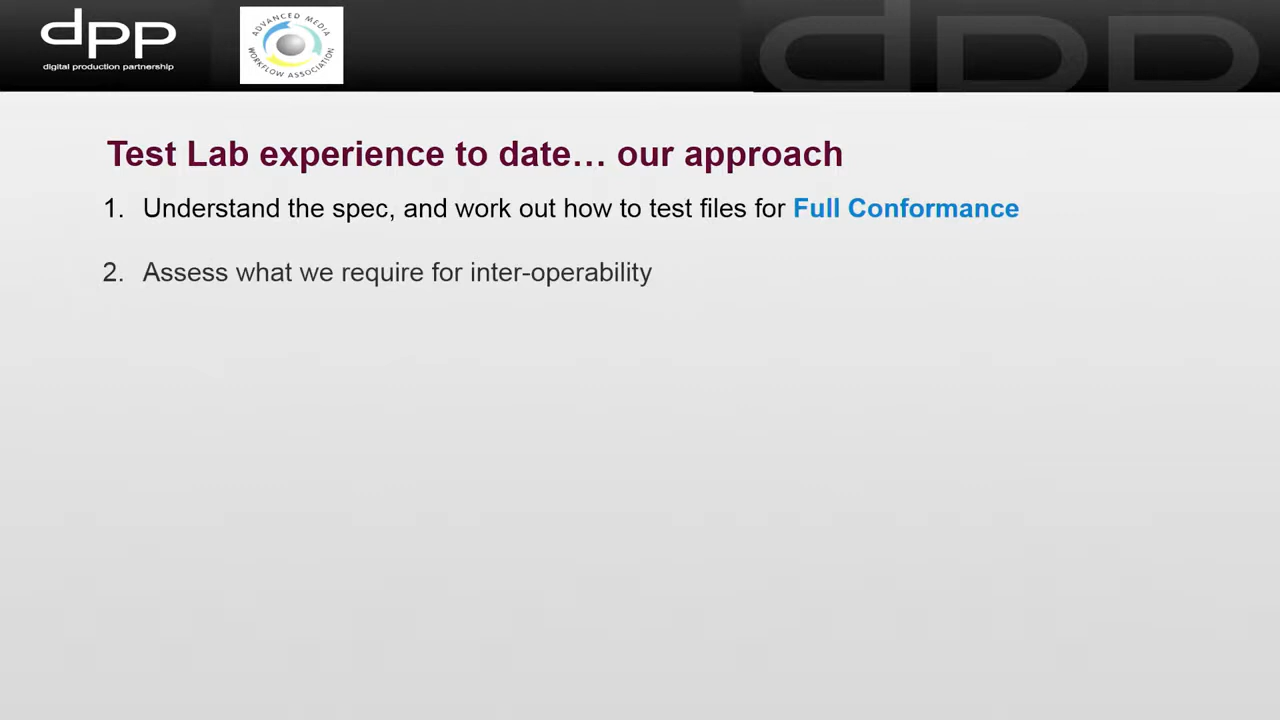 dpp
digital production partnership
ADVANCED MEDIA
WORKFLOW ASSOCIATION
dpp
Test Lab experience to date… our approach
1. Understand the spec, and work out how to test files for Full Conformance
2. Assess what we require for inter-operability